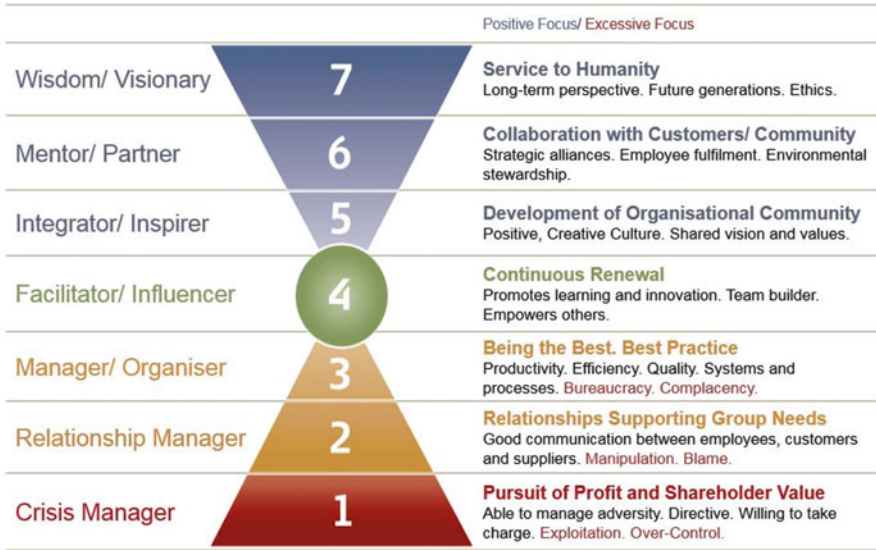 Positive Focus/ Excessive Focus
Wisdom/ Visionary
7
Service to Humanity
Long-term perspective. Future generations. Ethics.
Mentor/ Partner
6
Collaboration with Customers/ Community
Strategic alliances. Employee fulfilment. Environmental
stewardship.
Integrator/ Inspirer
5
Development of Organisational Community
Positive, Creative Culture. Shared vision and values.
Facilitator/ Influencer
4
Continuous Renewal
Promotes learning and innovation. Team builder.
Empowers others.
Manager/ Organiser
3
Being the Best. Best Practice
Productivity. Efficiency. Quality. Systems and
processes. Bureaucracy. Complacency.
Relationship Manager
2
Relationships Supporting Group Needs
Good communication between employees, customers
and suppliers. Manipulation. Blame.
Crisis Manager
1
Pursuit of Profit and Shareholder Value
Able to manage adversity. Directive. Willing to take
charge. Exploitation. Over-Control.